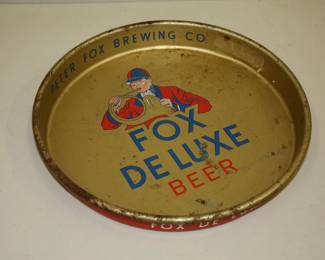 PETER FOX BREWING CO.
FOX
DE LUXE
BEER
FOX DE